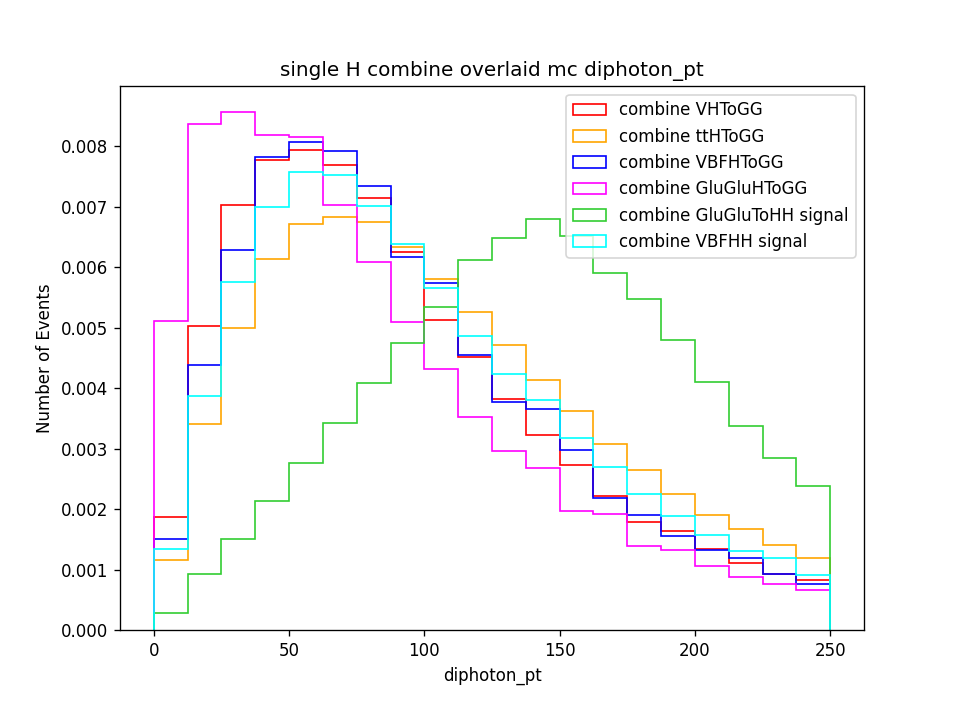 single H combine overlaid mc diphoton_pt
combine VHToGG
combine ttHToGG
combine VBFHToGG
combine GluGluHToGG
combine GluGluToHH signal
combine VBFHH signal
Number of Events
0.008
0.007
0.006
0.005
0.004
0.003
0.002
0.001
0.000
0
50
100
150
200
250
diphoton_pt